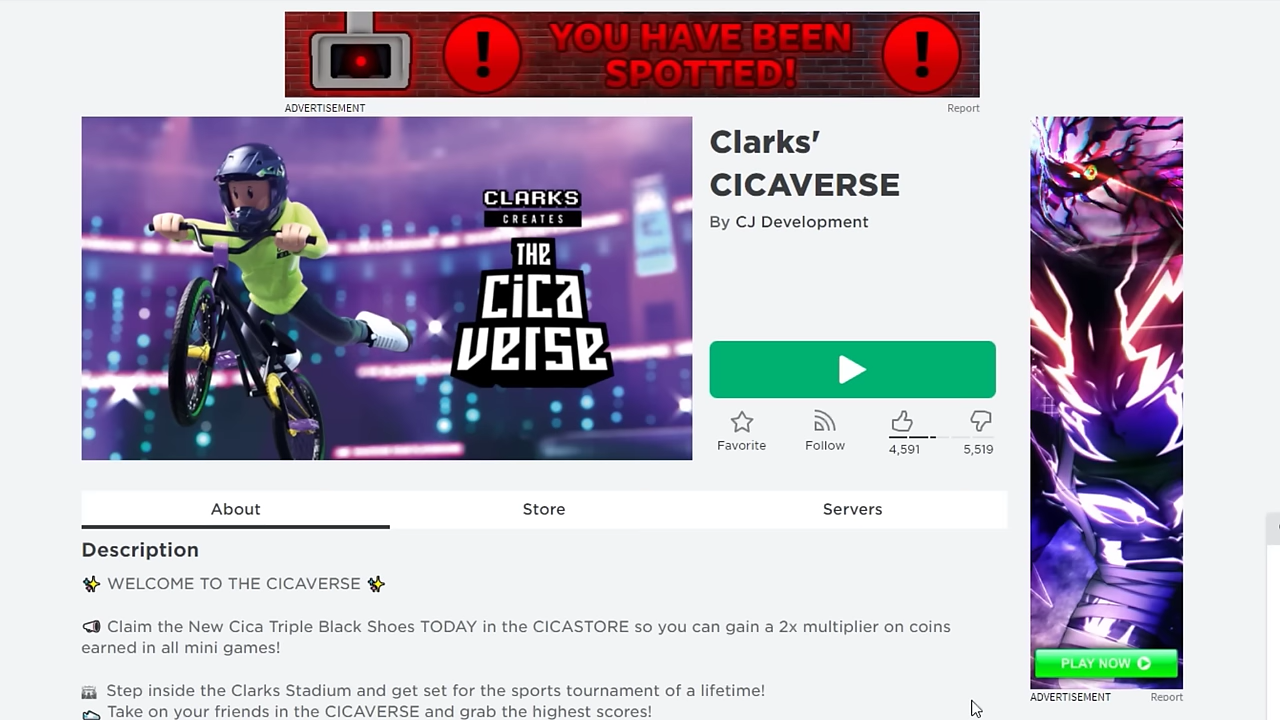 YOU HAVE BEEN
SPOTTED!
ADVERTISEMENT
Report
CLARKS
CREATES
THE
CiCA
VERSE
Clarks'
CICAVERSE
By CJ Development
Favorite
Follow
4,591
5,519
About
Store
Servers
Description
WELCOME TO THE CICAVERSE
Claim the New Cica Triple Black Shoes TODAY in the CICASTORE so you can gain a 2x multiplier on coins
earned in all mini games!
Step inside the Clarks Stadium and get set for the sports tournament of a lifetime!
Take on your friends in the CICAVERSE and grab the highest scores!
PLAY NOW
ADVERTISEMENT
Report